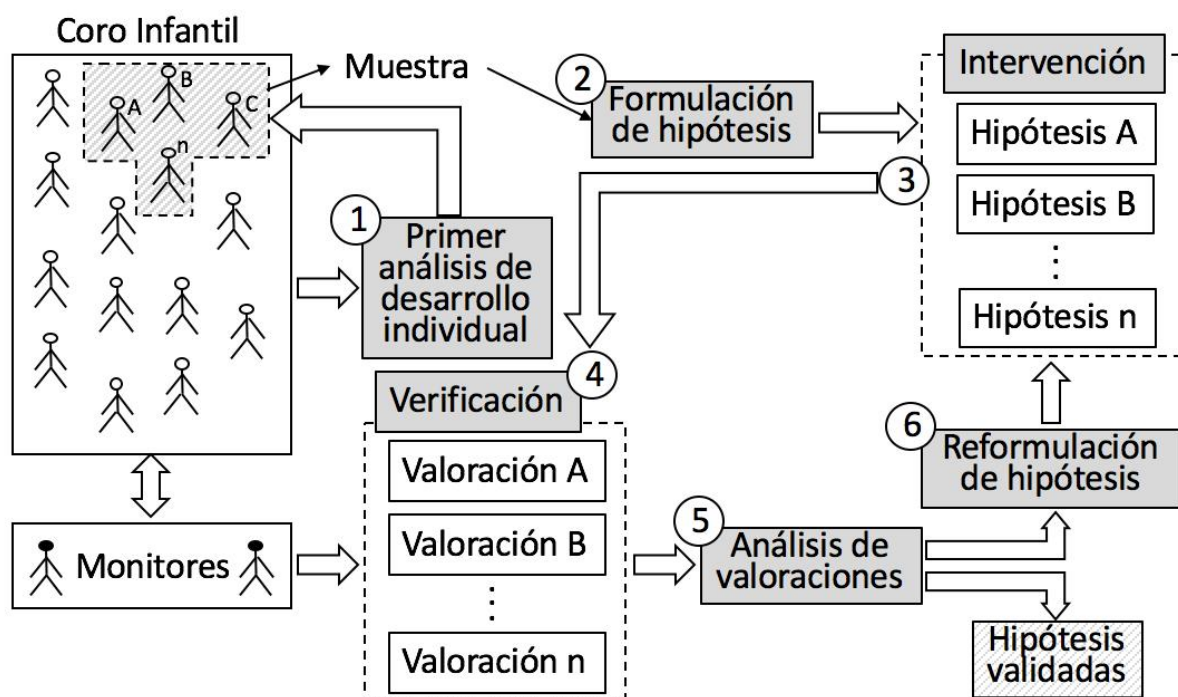 Coro Infantil
A
B
C
n
Muestra
1
Primer
análisis de
desarrollo
individual
2
Formulación
de hipótesis
3
Intervención
Hipótesis A
Hipótesis B
⋮
Hipótesis n
4
Verificación
Valoración A
Valoración B
⋮
Valoración n
Monitores
5
Análisis de
valoraciones
6
Reformulación
de hipótesis
Hipótesis
validadas